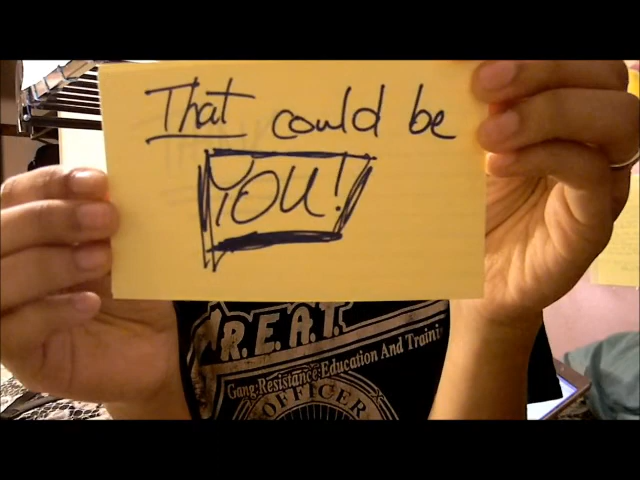 That could be
YOU!
G.R.E.A.T.
Gang Resistance Education And Traini
OFFICER